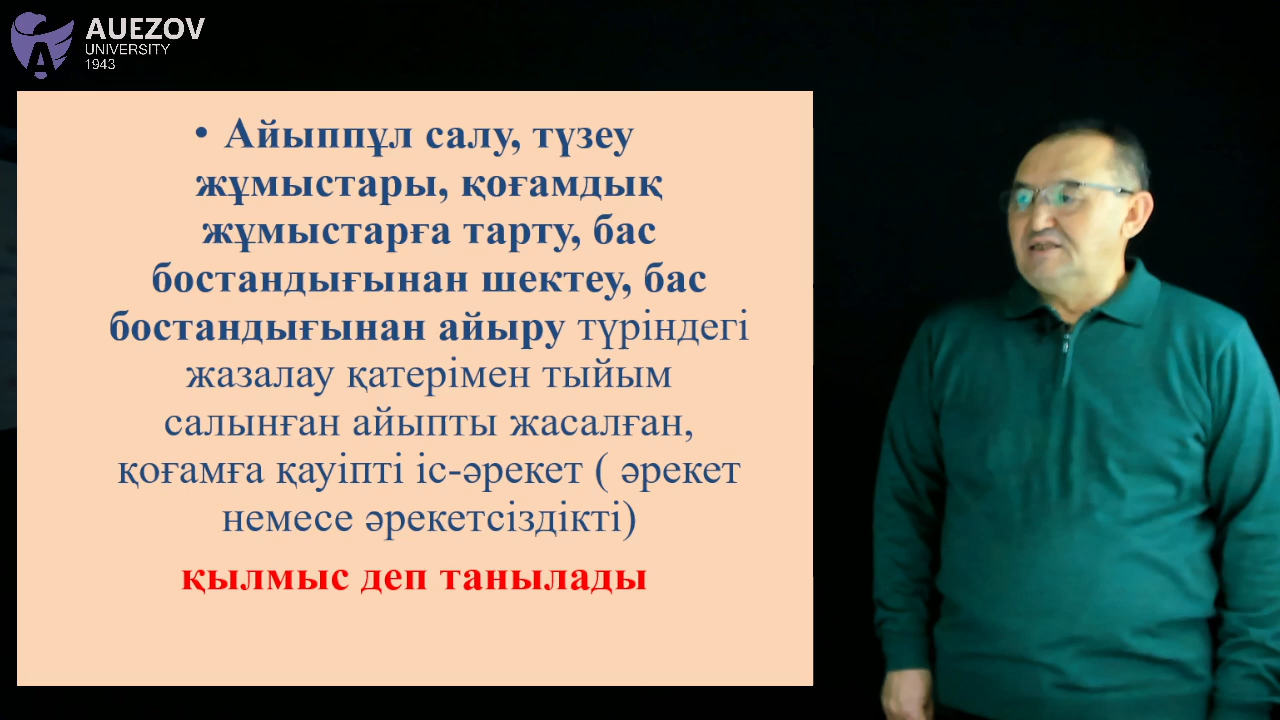 AUEZOV
UNIVERSITY
1943
• Айыппұл салу, түзеу
жұмыстары, қоғамдық
жұмыстарға тарту, бас
бостандығынан шектеу, бас
бостандығынан айыру түріндегі
жазалау қатерімен тыйым
салынған айыпты жасалған,
қоғамға қауіпті іс-әрекет ( әрекет
немесе әрекетсіздікті)
қылмыс деп танылады